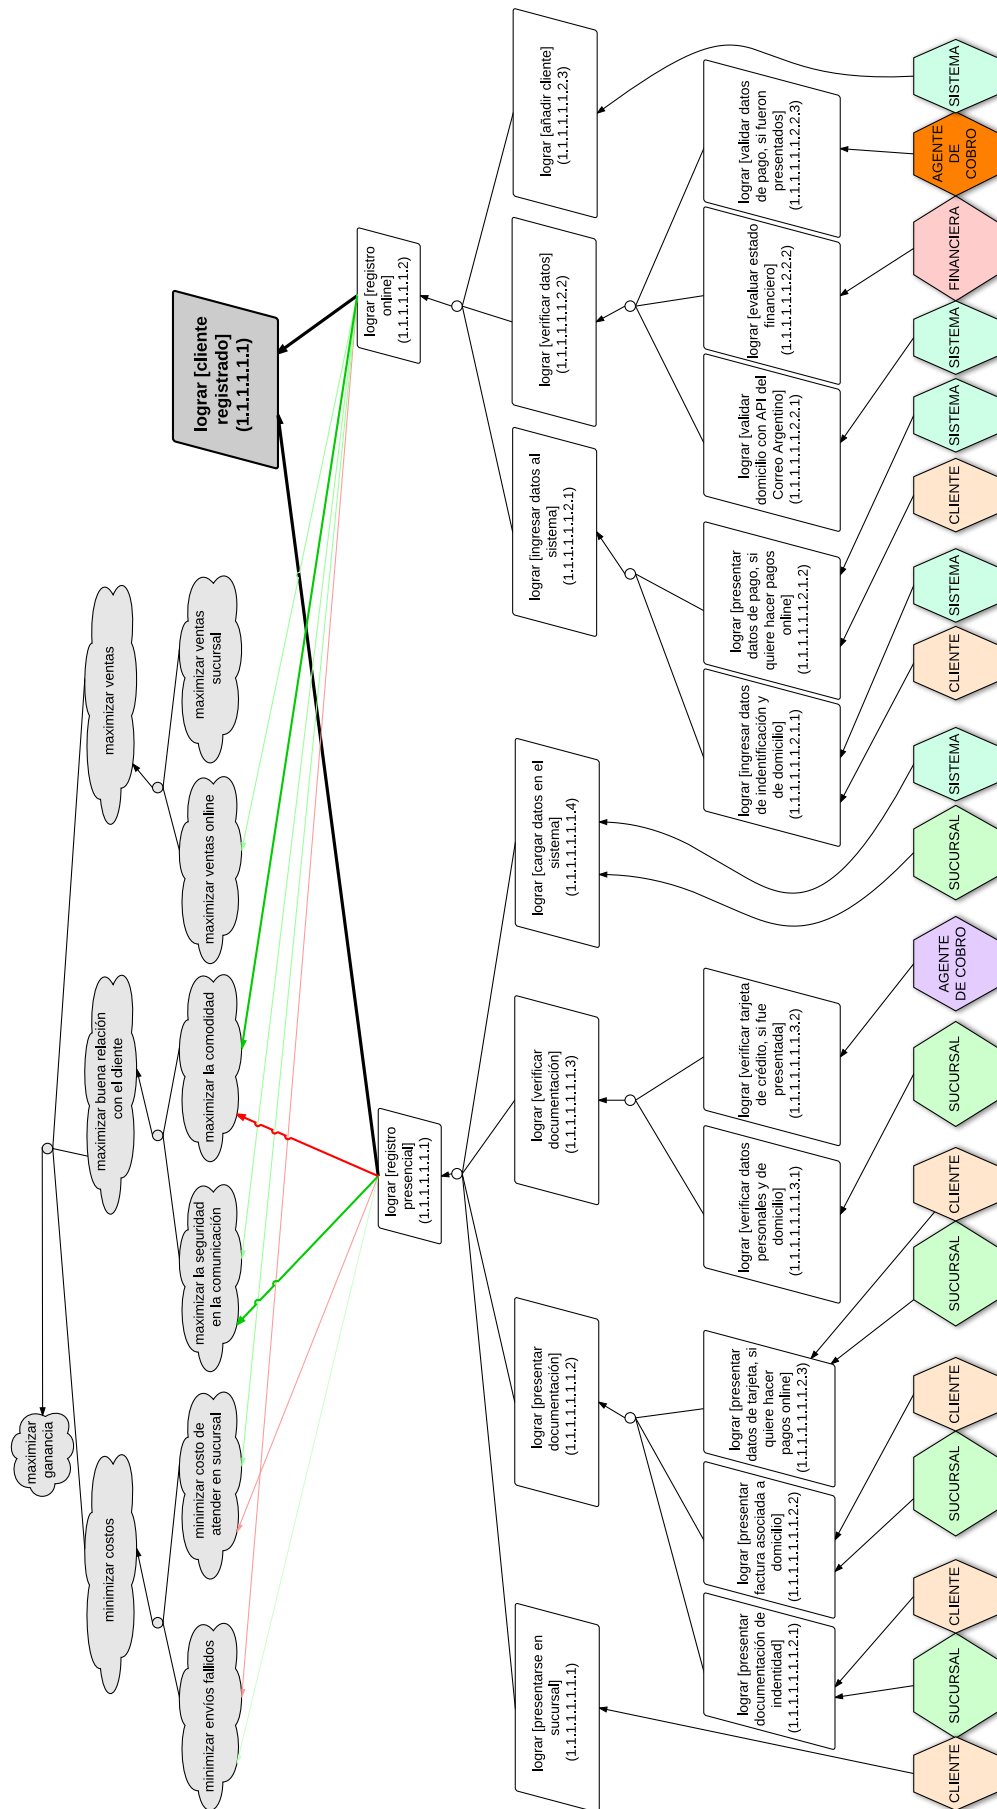 maximizar
ganancia
minimizar costos
maximizar buena relación
con el cliente
maximizar ventas
minimizar envíos fallidos
minimizar costo de
atender en sucursal
maximizar la seguridad
en la comunicación
maximizar la comodidad
maximizar ventas online
maximizar ventas
sucursal
lograr [cliente
registrado]
(1.1.1.1.1.1)
lograr [registro
presencial]
(1.1.1.1.1.1.1)
lograr [registro
online]
(1.1.1.1.1.1.2)
lograr [presentarse en
sucursal]
(1.1.1.1.1.1.1.1)
lograr [presentar
documentación]
(1.1.1.1.1.1.1.2)
lograr [verificar
documentación]
(1.1.1.1.1.1.1.3)
lograr [cargar datos en el
sistema]
(1.1.1.1.1.1.1.4)
lograr [ingresar datos al
sistema]
(1.1.1.1.1.1.2.1)
lograr [verificar datos]
(1.1.1.1.1.1.2.2)
lograr [añadir cliente]
(1.1.1.1.1.1.2.3)
lograr [presentar
documentación de
indentidad]
(1.1.1.1.1.1.1.2.1)
lograr [presentar
factura asociada a
domicilio]
(1.1.1.1.1.1.1.2.2)
lograr [presentar
datos de tarjeta, si
quiere hacer
pagos online]
(1.1.1.1.1.1.1.2.3)
lograr [verificar datos
personales y de
domicilio]
(1.1.1.1.1.1.1.3.1)
lograr [verificar tarjeta
de crédito, si fue
presentada]
(1.1.1.1.1.1.1.3.2)
lograr [ingresar datos
de indentificación y
de domicilio]
(1.1.1.1.1.1.2.1.1)
lograr [presentar
datos de pago, si
quiere hacer pagos
online]
(1.1.1.1.1.1.2.1.2)
lograr [validar
domicilio con API del
Correo Argentino]
(1.1.1.1.1.1.2.2.1)
lograr [evaluar estado
financiero]
(1.1.1.1.1.1.2.2.2)
lograr [validar datos
de pago, si fueron
presentados]
(1.1.1.1.1.1.2.2.3)
CLIENTE
SUCURSAL
CLIENTE
SUCURSAL
CLIENTE
SUCURSAL
CLIENTE
SUCURSAL
AGENTE
DE COBRO
SUCURSAL
SISTEMA
CLIENTE
SISTEMA
CLIENTE
SISTEMA
SISTEMA
FINANCIERA
AGENTE
DE
COBRO
SISTEMA